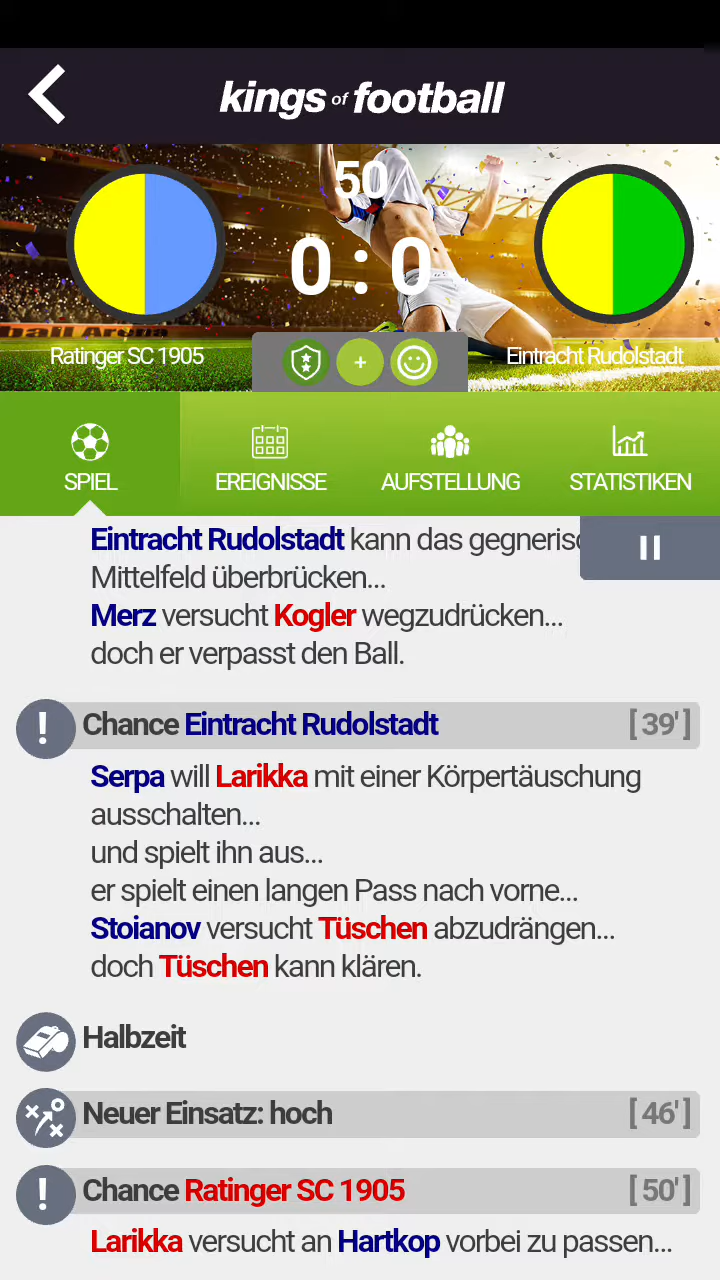 kings of football
50
0 : 0
ball Arena
Ratinger SC 1905
Eintracht Rudolstadt
SPIEL
EREIGNISSE
AUFSTELLUNG
STATISTIKEN
Eintracht Rudolstadt kann das
Mittelfeld überbrücken...
Merz versucht Kogler wegzudrücken...
doch er verpasst den Ball.
Chance Eintracht Rudolstadt [39']
Serpa will Larikka mit einer Körpertäuschung
ausschalten...
und spielt ihn aus...
er spielt einen langen Pass nach vorne...
Stoianov versucht Tüschen abzudrängen...
doch Tüschen kann klären.
Halbzeit
Neuer Einsatz: hoch [46']
Chance Ratinger SC 1905 [50']
Larikka versucht an Hartkop vorbei zu passen...